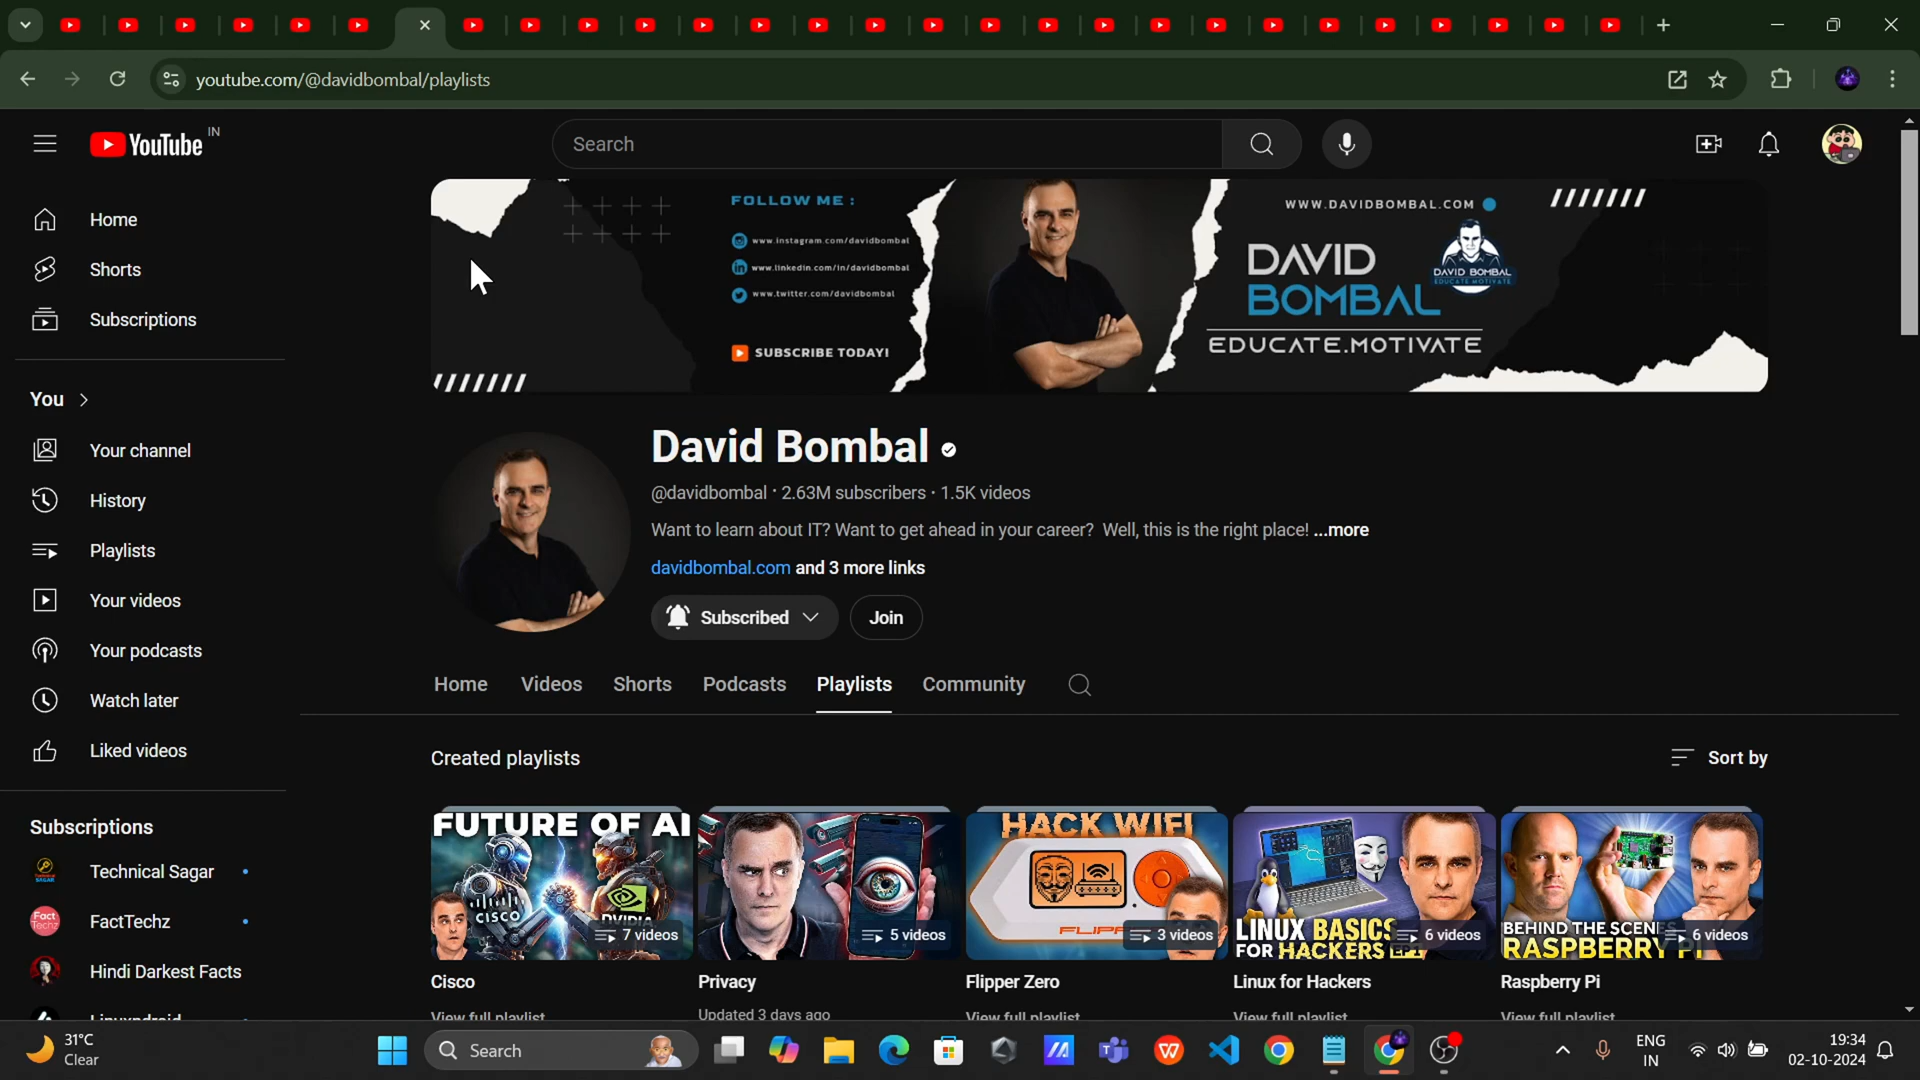 youtube.com/@davidbombal/playlists
YouTube IN
Search
Home
Shorts
Subscriptions
You
Your channel
History
Playlists
Your videos
Your podcasts
Watch later
Liked videos
Subscriptions
Technical Sagar
FactTechz
Hindi Darkest Facts
Linuxndroid
FOLLOW ME :
www.instagram.com/davidbombal
www.linkedin.com/in/davidbombal
www.twitter.com/davidbombal
SUBSCRIBE TODAY!
WWW.DAVIDBOMBAL.COM
DAVID
BOMBAL
EDUCATE.MOTIVATE
DAVID BOMBAL
EDUCATE MOTIVATE
David Bombal
@davidbombal · 2.63M subscribers · 1.5K videos
Want to learn about IT? Want to get ahead in your career? Well, this is the right place! ...more
davidbombal.com and 3 more links
Subscribed
Join
Home Videos Shorts Podcasts Playlists Community
Created playlists
Sort by
FUTURE OF AI
CISCO
NVIDIA
7 videos
Cisco
View full playlist
5 videos
Privacy
Updated 3 days ago
HACK WIFI
3 videos
Flipper Zero
View full playlist
LINUX BASICS
FOR HACKERS EP1
6 videos
Linux for Hackers
View full playlist
BEHIND THE SCENE
RASPBERRY PI
6 videos
Raspberry Pi
View full playlist
31°C
Clear
Search
ENG
IN
19:34
02-10-2024